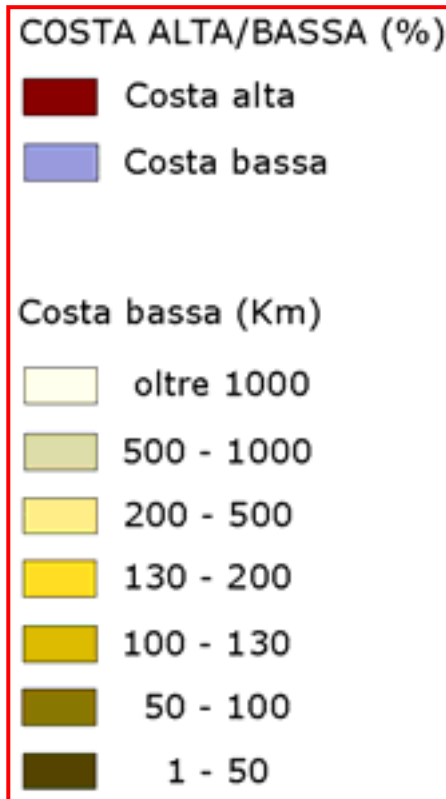 COSTA ALTA/BASSA (%)
Costa alta
Costa bassa
Costa bassa (Km)
oltre 1000
500 - 1000
200 - 500
130 - 200
100 - 130
50 - 100
1 - 50